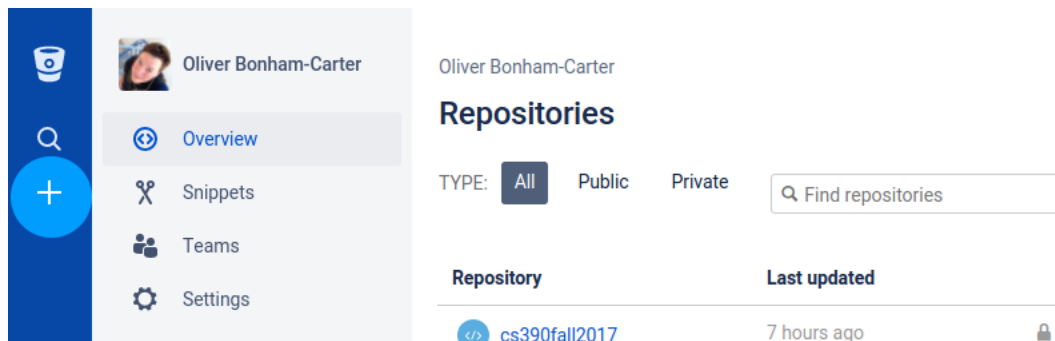 Oliver Bonham-Carter
Overview
Snippets
Teams
Settings
Oliver Bonham-Carter
Repositories
TYPE: All Public Private Find repositories
Repository Last updated
cs390fall2017 7 hours ago